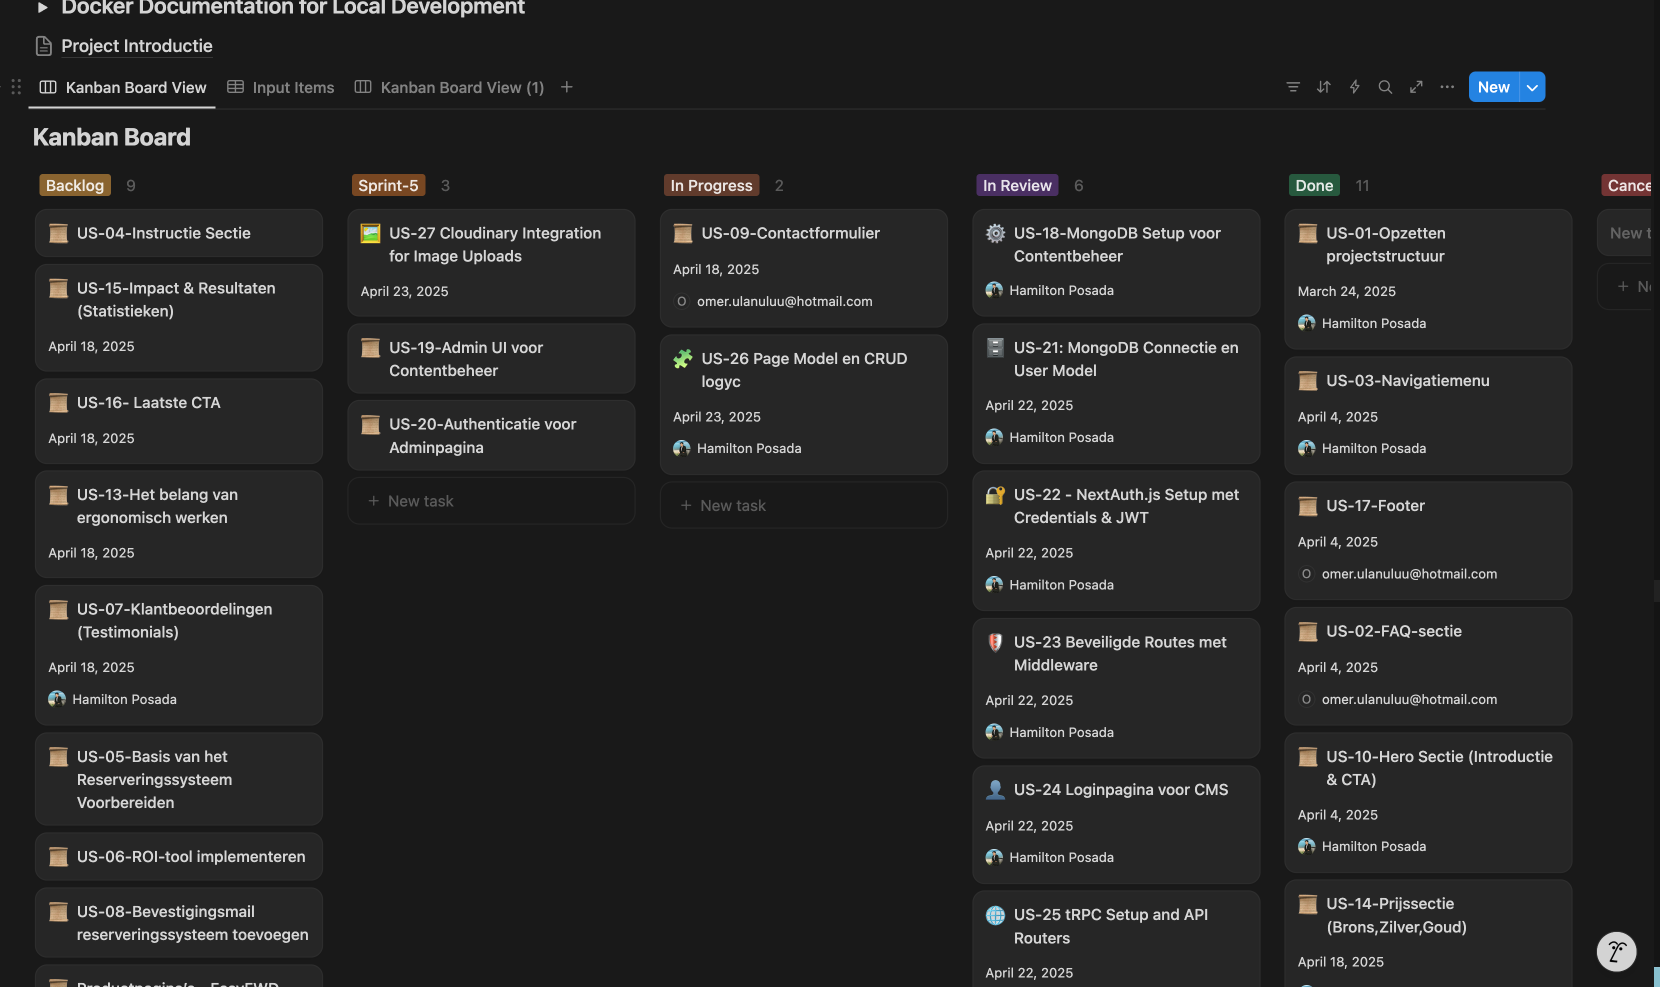 Docker Documentation for Local Development
Project Introductie
Kanban Board View
Input Items
Kanban Board View (1)
New
Kanban Board
Backlog 9
US-04-Instructie Sectie
US-15-Impact & Resultaten
(Statistieken)
April 18, 2025
US-16- Laatste CTA
April 18, 2025
US-13-Het belang van
ergonomisch werken
April 18, 2025
US-07-Klantbeoordelingen
(Testimonials)
April 18, 2025
Hamilton Posada
US-05-Basis van het
Reserveringssysteem
Voorbereiden
US-06-ROI-tool implementeren
US-08-Bevestigingsmail
reserveringssysteem toevoegen
Sprint-5 3
US-27 Cloudinary Integration
for Image Uploads
April 23, 2025
US-19-Admin UI voor
Contentbeheer
US-20-Authenticatie voor
Adminpagina
+ New task
In Progress 2
US-09-Contactformulier
April 18, 2025
O omer.ulanuluu@hotmail.com
US-26 Page Model en CRUD
logyc
April 23, 2025
Hamilton Posada
+ New task
In Review 6
US-18-MongoDB Setup voor
Contentbeheer
Hamilton Posada
US-21: MongoDB Connectie en
User Model
April 22, 2025
Hamilton Posada
US-22 - NextAuth.js Setup met
Credentials & JWT
April 22, 2025
Hamilton Posada
US-23 Beveiligde Routes met
Middleware
April 22, 2025
Hamilton Posada
US-24 Loginpagina voor CMS
April 22, 2025
Hamilton Posada
US-25 tRPC Setup and API
Routers
April 22, 2025
Done 11
US-01-Opzetten
projectstructuur
March 24, 2025
Hamilton Posada
US-03-Navigatiemenu
April 4, 2025
Hamilton Posada
US-17-Footer
April 4, 2025
O omer.ulanuluu@hotmail.com
US-02-FAQ-sectie
April 4, 2025
O omer.ulanuluu@hotmail.com
US-10-Hero Sectie (Introductie
& CTA)
April 4, 2025
Hamilton Posada
US-14-Prijssectie
(Brons,Zilver,Goud)
April 18, 2025
Cance
New t
+ Ne